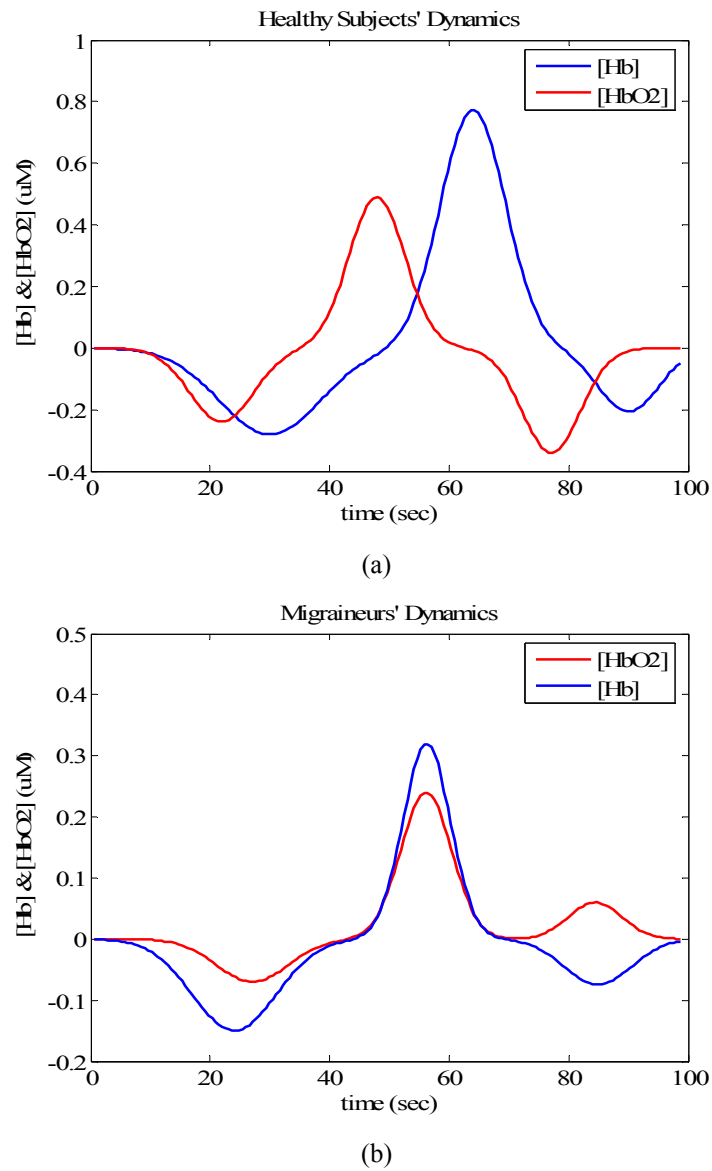 Healthy Subjects' Dynamics
1
0.8
0.6
0.4
0.2
0
-0.2
-0.4
[Hb] & [HbO2] (uM)
[Hb]
[HbO2]
0 20 40 60 80 100
time (sec)
(a)
Migraineurs' Dynamics
0.5
0.4
0.3
0.2
0.1
0
-0.1
-0.2
[Hb] & [HbO2] (uM)
[HbO2]
[Hb]
0 20 40 60 80 100
time (sec)
(b)